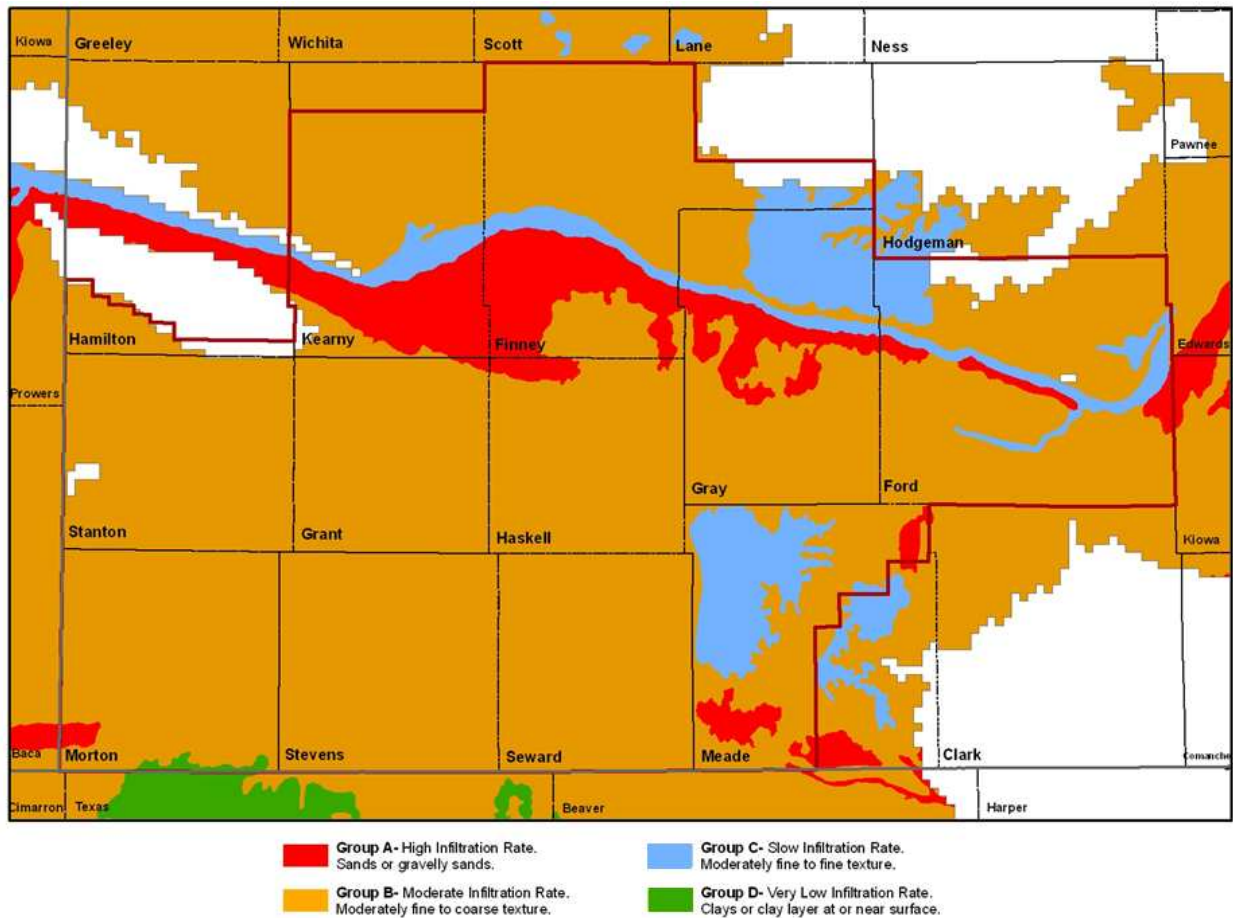 Kiowa
Greeley
Wichita
Scott
Lane
Ness
Pawnee
Hodgeman
Hamilton
Kearny
Finney
Edwards
Prowers
Gray
Ford
Stanton
Grant
Haskell
Kiowa
Baca
Morton
Stevens
Seward
Meade
Clark
Comanche
Cimarron
Texas
Beaver
Harper
Group A- High Infiltration Rate.
Sands or gravelly sands.
Group B- Moderate Infiltration Rate.
Moderately fine to coarse texture.
Group C- Slow Infiltration Rate.
Moderately fine to fine texture.
Group D- Very Low Infiltration Rate.
Clays or clay layer at or near surface.